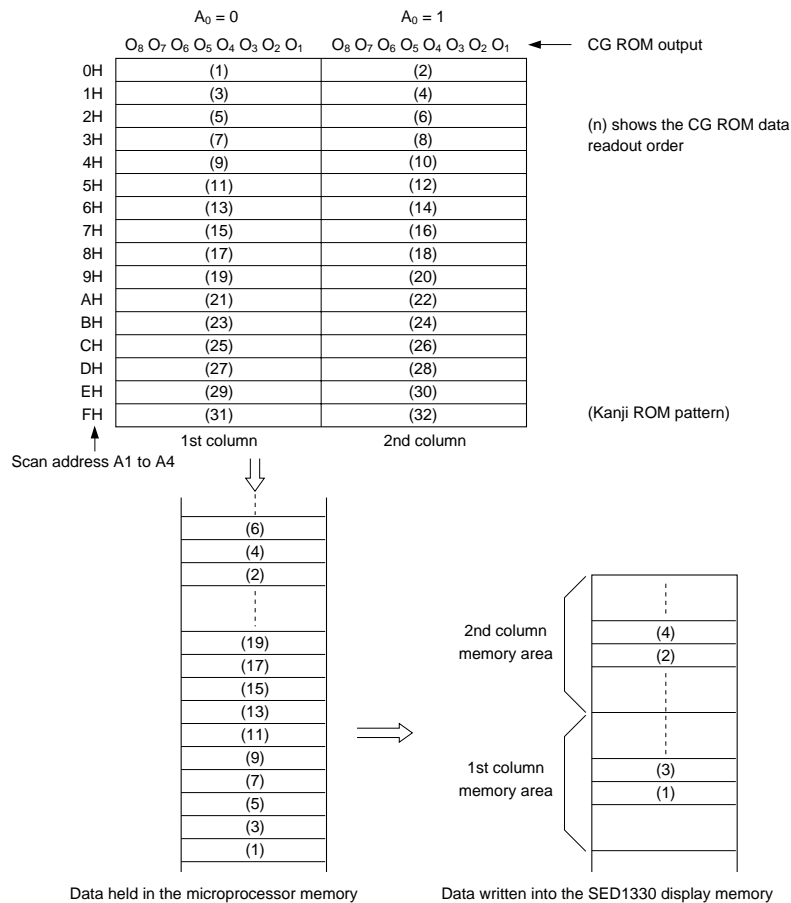 A0 = 0 A0 = 1
O8 O7 O6 O5 O4 O3 O2 O1 O8 O7 O6 O5 O4 O3 O2 O1 CG ROM output
0H (1) (2)
1H (3) (4)
2H (5) (6)
3H (7) (8)
4H (9) (10)
5H (11) (12)
6H (13) (14)
7H (15) (16)
8H (17) (18)
9H (19) (20)
AH (21) (22)
BH (23) (24)
CH (25) (26)
DH (27) (28)
EH (29) (30)
FH (31) (32)
(n) shows the CG ROM data
readout order
(Kanji ROM pattern)
1st column 2nd column
Scan address A1 to A4
(6)
(4)
(2)
(19)
(17)
(15)
(13)
(11)
(9)
(7)
(5)
(3)
(1)
Data held in the microprocessor memory
2nd column
memory area
(4)
(2)
1st column
memory area
(3)
(1)
Data written into the SED1330 display memory